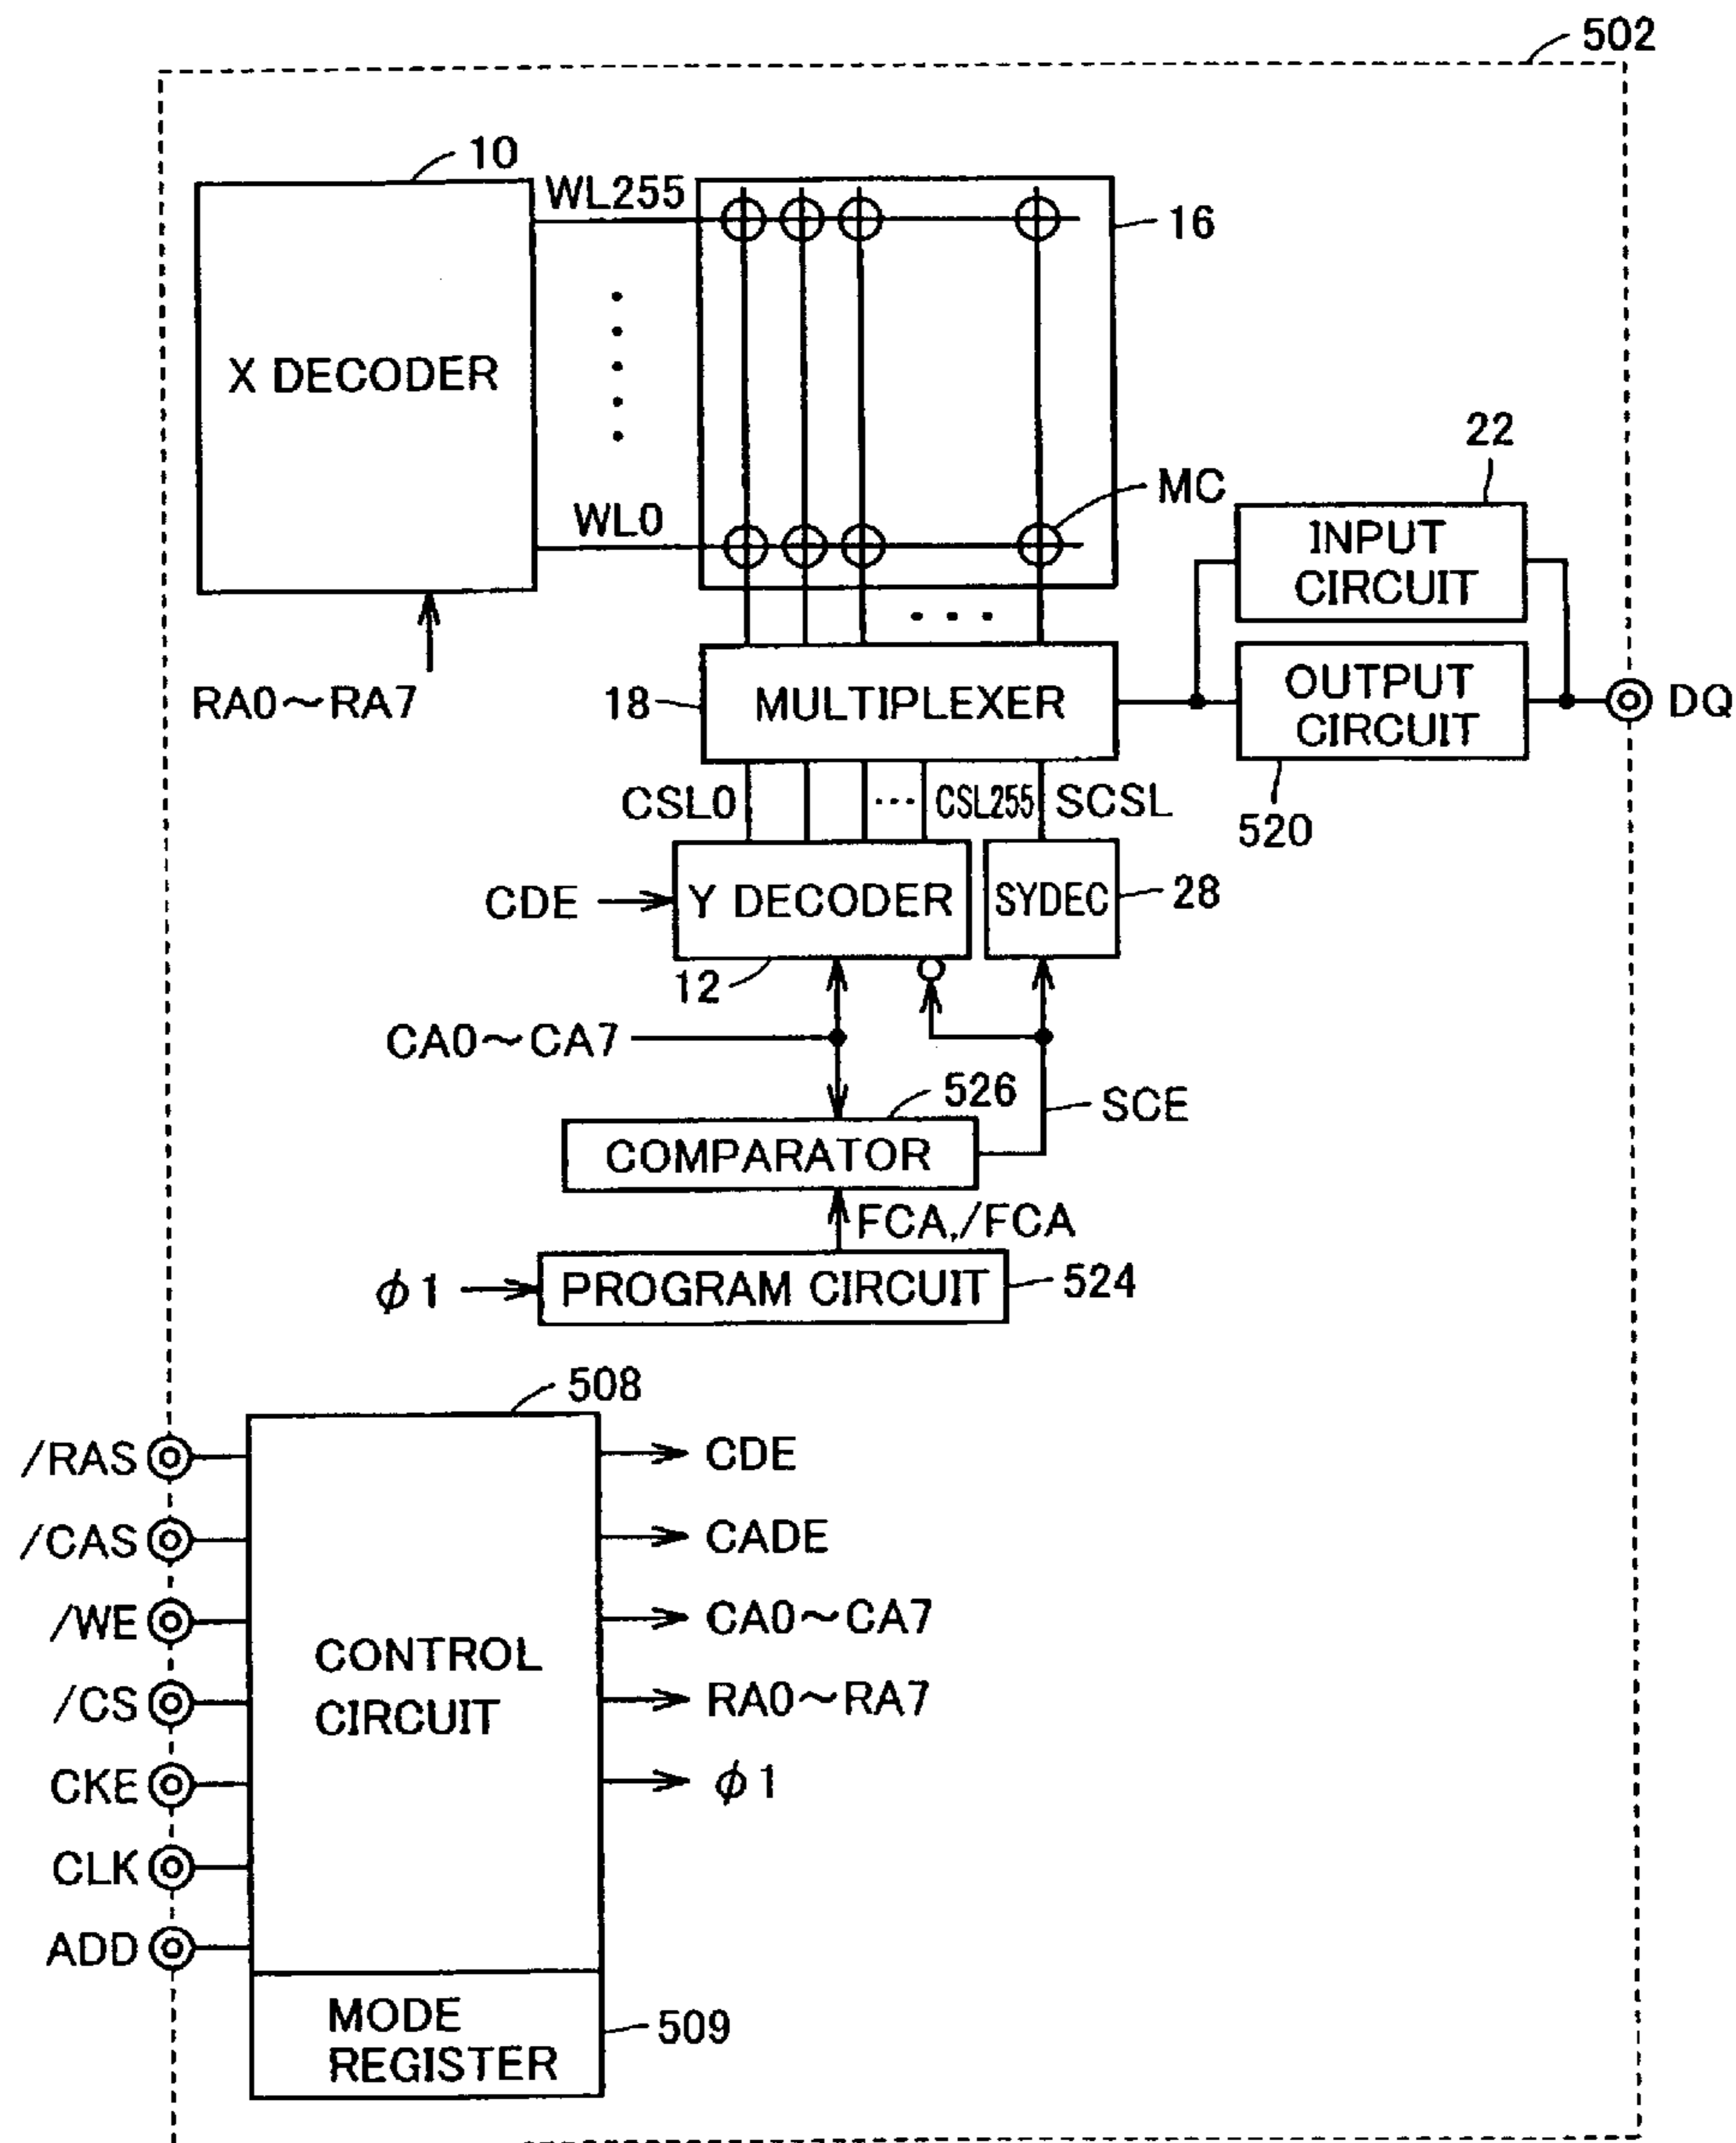 502
10
WL255
16
X DECODER
22
MC
WL0
INPUT
CIRCUIT
RA0～RA7
18
MULTIPLEXER
OUTPUT
CIRCUIT
DQ
520
CSL0
...
CSL255
SCSL
CDE
Y DECODER
SYDEC
28
12
CA0～CA7
526
SCE
COMPARATOR
FCA,/FCA
φ1
PROGRAM CIRCUIT
524
508
/RAS
CDE
/CAS
CADE
/WE
CA0～CA7
CONTROL
CIRCUIT
/CS
RA0～RA7
CKE
φ1
CLK
ADD
MODE
REGISTER
509